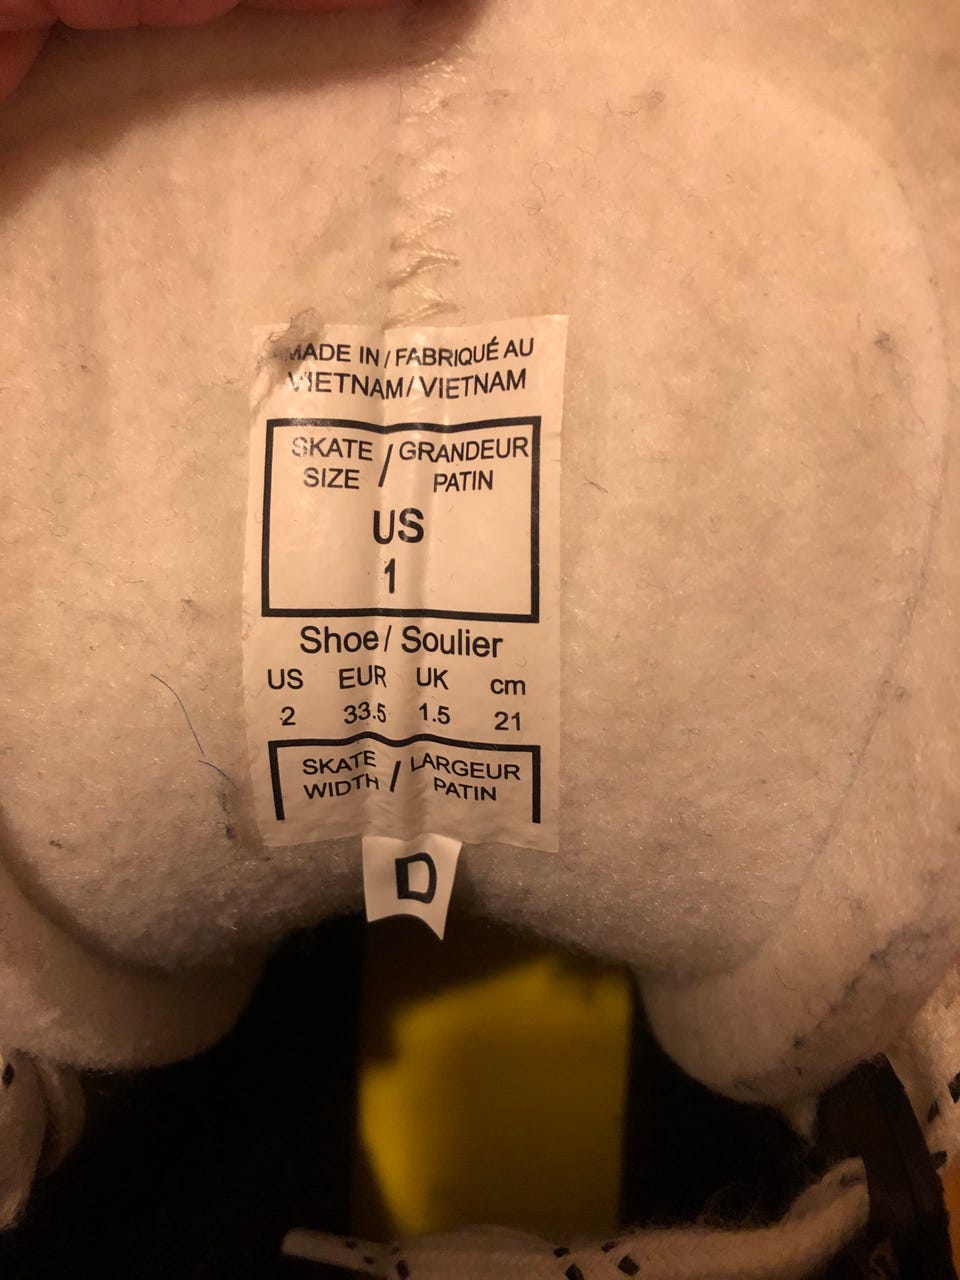 MADE IN / FABRIQUÉ AU
VIETNAM/VIETNAM
SKATE / GRANDEUR
SIZE PATIN
US
1
Shoe / Soulier
US EUR UK cm
2 33.5 1.5 21
SKATE / LARGEUR
WIDTH PATIN
D